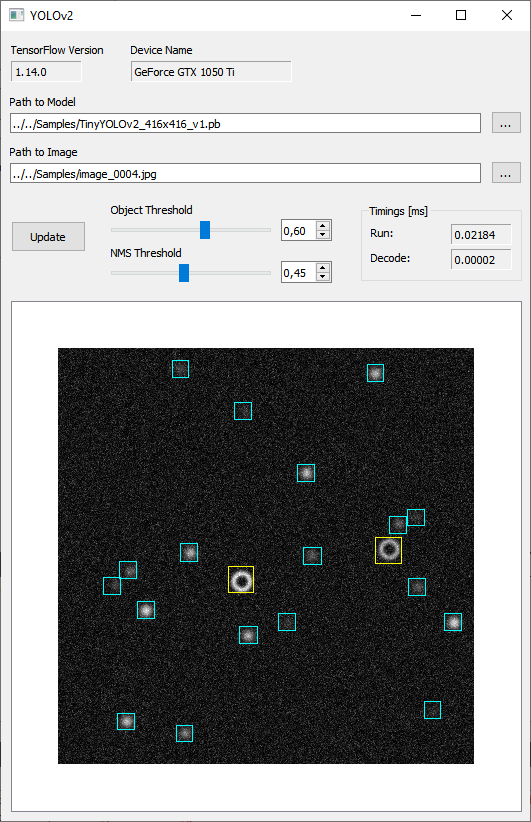 YOLOv2
TensorFlow Version
Device Name
1.14.0
GeForce GTX 1050 Ti
Path to Model
../../Samples/TinyYOLOv2_416x416_v1.pb
...
Path to Image
../../Samples/image_0004.jpg
...
Update
Object Threshold
0,60
NMS Threshold
0,45
Timings [ms]
Run:
0.02184
Decode:
0.00002